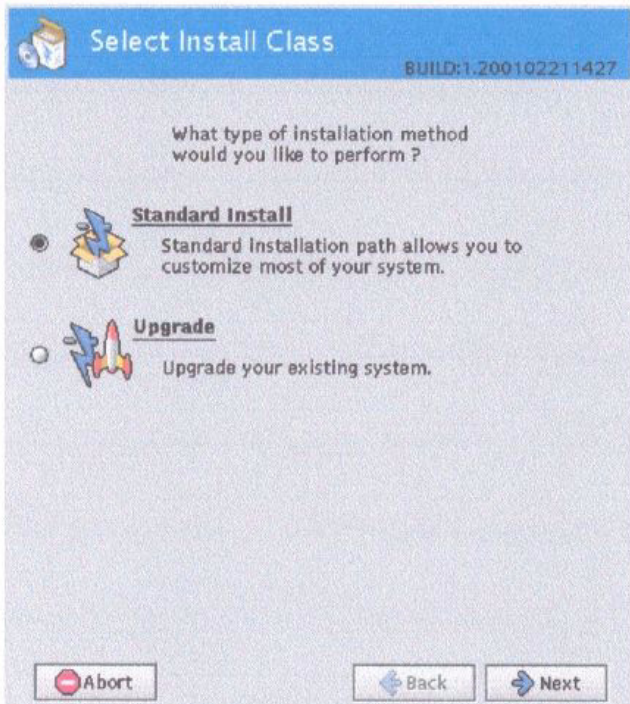 Select Install Class
BUILD:1.200102211427
What type of installation method
would you like to perform ?
Standard Install
Standard installation path allows you to
customize most of your system.
Upgrade
Upgrade your existing system.
Abort
Back
Next